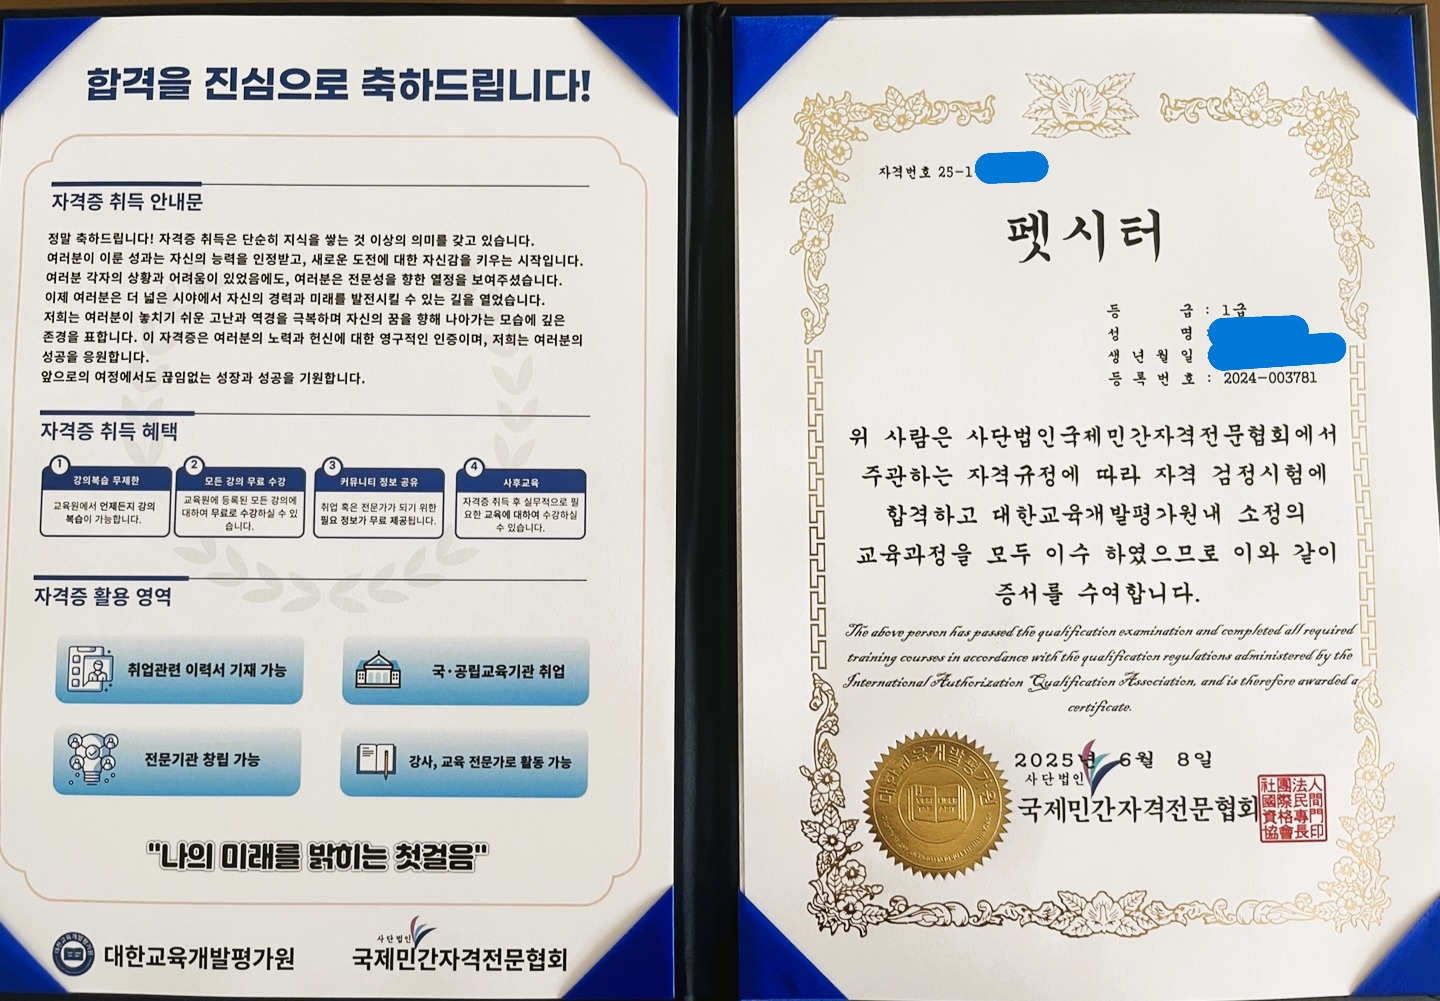 합격을 진심으로 축하드립니다!
자격증 취득 안내문
정말 축하드립니다! 자격증 취득은 단순히 지식을 쌓는 것 이상의 의미를 갖고 있습니다.
여러분이 이룬 성과는 자신의 능력을 인정받고, 새로운 도전에 대한 자신감을 키우는 시작입니다.
여러분 각자의 상황과 어려움이 있었음에도, 여러분은 전문성을 향한 열정을 보여주셨습니다.
이제 여러분은 더 넓은 시야에서 자신의 경력과 미래를 발전시킬 수 있는 길을 열었습니다.
저희는 여러분이 놓치기 쉬운 고난과 역경을 극복하며 자신의 꿈을 향해 나아가는 모습에 깊은
존경을 표합니다. 이 자격증은 여러분의 노력과 헌신에 대한 영구적인 인증이며, 저희는 여러분의
성공을 응원합니다.
앞으로의 여정에서도 끊임없는 성장과 성공을 기원합니다.
자격증 취득 혜택
1
강의복습 무제한
교육원에서 언제든지 강의
복습이 가능합니다.
2
모든 강의 무료 수강
교육원에 등록된 모든 강의에
대하여 무료로 수강하실 수 있
습니다.
3
커뮤니티 정보 공유
취업 혹은 전문가가 되기 위한
필요 정보가 무료 제공됩니다.
4
사후교육
자격증 취득 후 실무적으로 필
요한 교육에 대하여 수강하실
수 있습니다.
자격증 활용 영역
취업관련 이력서 기재 가능
국·공립교육기관 취업
전문기관 창립 가능
강사, 교육 전문가로 활동 가능
"나의 미래를 밝히는 첫걸음"
대한교육개발평가원
사단법인
국제민간자격전문협회
자격번호 25-1
펫시터
등 급 : 1급
성 명
생 년 월 일
등 록 번 호 : 2024-003781
위 사람은 사단법인국제민간자격전문협회에서
주관하는 자격규정에 따라 자격 검정시험에
합격하고 대한교육개발평가원내 소정의
교육과정을 모두 이수 하였으므로 이와 같이
증서를 수여합니다.
The above person has passed the qualification examination and completed all required
training courses in accordance with the qualification regulations administered by the
International Authorization Qualification Association, and is therefore awarded a
certificate.
대한교육개발평가원
2025년 6월 8일
사단법인
국제민간자격전문협회
社團法人
國際民間
資格專門
協會長印